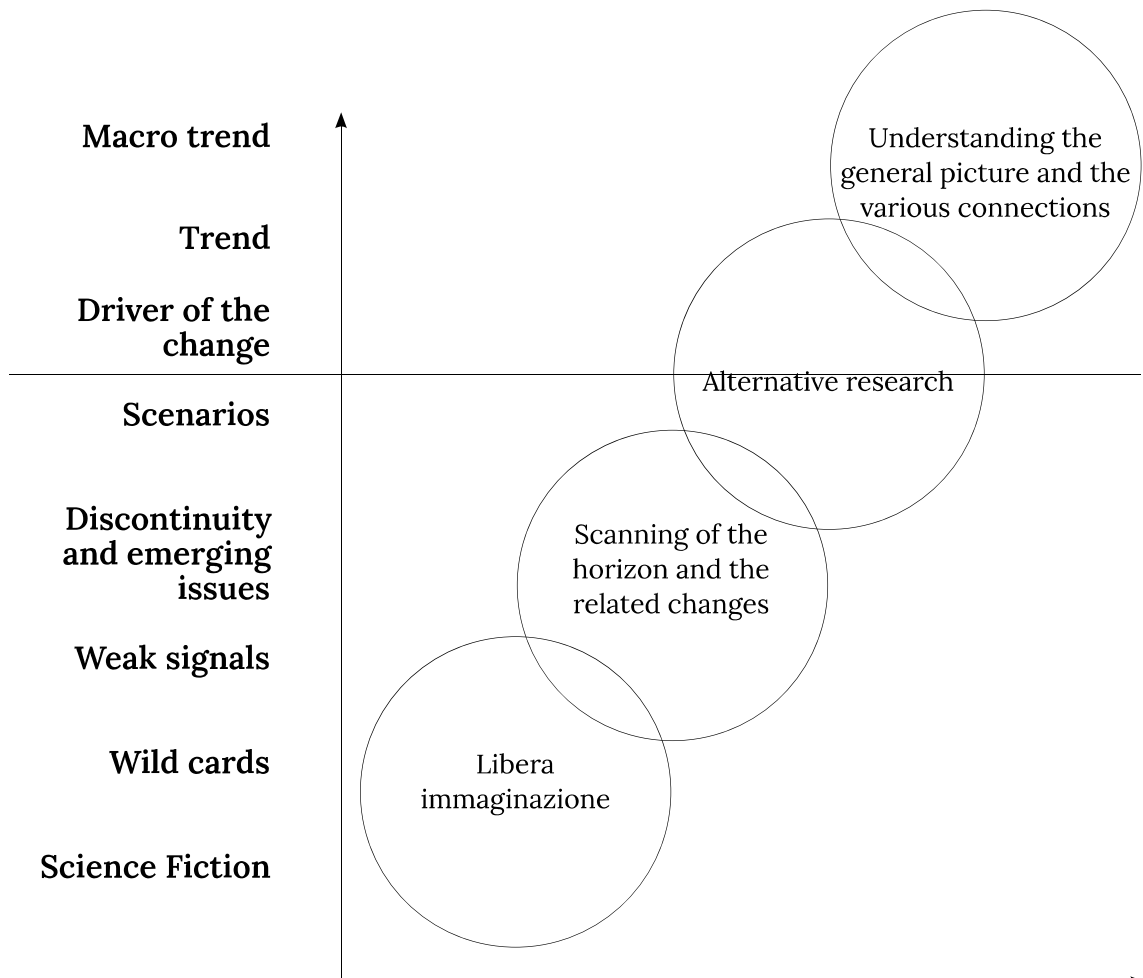 Macro trend
Trend
Driver of the
change
Scenarios
Discontinuity
and emerging
issues
Weak signals
Wild cards
Science Fiction
Understanding the
general picture and the
various connections
Alternative research
Scanning of the
horizon and the
related changes
Libera
immaginazione